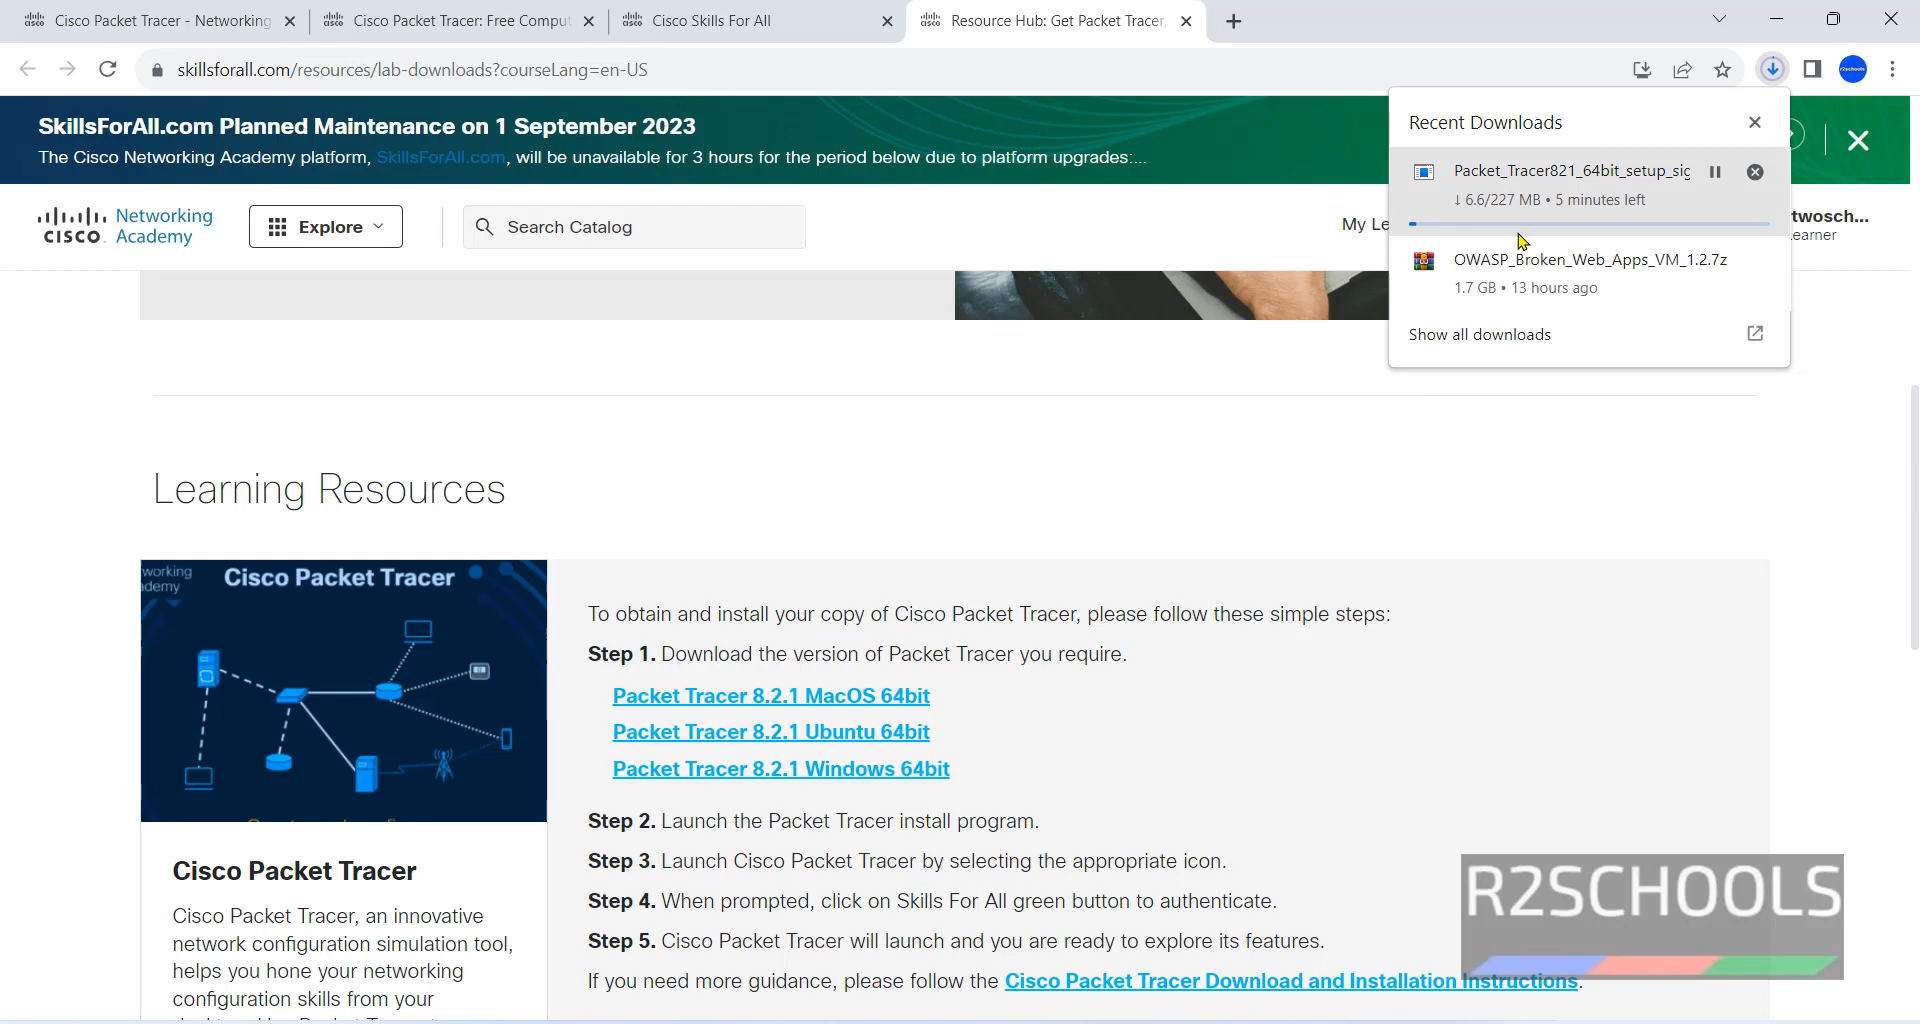 Cisco Packet Tracer - Networking
Cisco Packet Tracer: Free Comput
Cisco Skills For All
Resource Hub: Get Packet Tracer,
skillsforall.com/resources/lab-downloads?courseLang=en-US
SkillsForAll.com Planned Maintenance on 1 September 2023
The Cisco Networking Academy platform, SkillsForAll.com, will be unavailable for 3 hours for the period below due to platform upgrades:...
Recent Downloads
Packet_Tracer821_64bit_setup_sig
↓ 6.6/227 MB • 5 minutes left
OWASP_Broken_Web_Apps_VM_1.2.7z
1.7 GB • 13 hours ago
Show all downloads
CISCO Networking Academy
Explore
Search Catalog
My Le
twosch...
earner
Learning Resources
working
demy
Cisco Packet Tracer
To obtain and install your copy of Cisco Packet Tracer, please follow these simple steps:
Step 1. Download the version of Packet Tracer you require.
Packet Tracer 8.2.1 MacOS 64bit
Packet Tracer 8.2.1 Ubuntu 64bit
Packet Tracer 8.2.1 Windows 64bit
Step 2. Launch the Packet Tracer install program.
Step 3. Launch Cisco Packet Tracer by selecting the appropriate icon.
Step 4. When prompted, click on Skills For All green button to authenticate.
Step 5. Cisco Packet Tracer will launch and you are ready to explore its features.
If you need more guidance, please follow the Cisco Packet Tracer Download and Installation Instructions.
Cisco Packet Tracer
Cisco Packet Tracer, an innovative
network configuration simulation tool,
helps you hone your networking
configuration skills from your
R2SCHOOLS